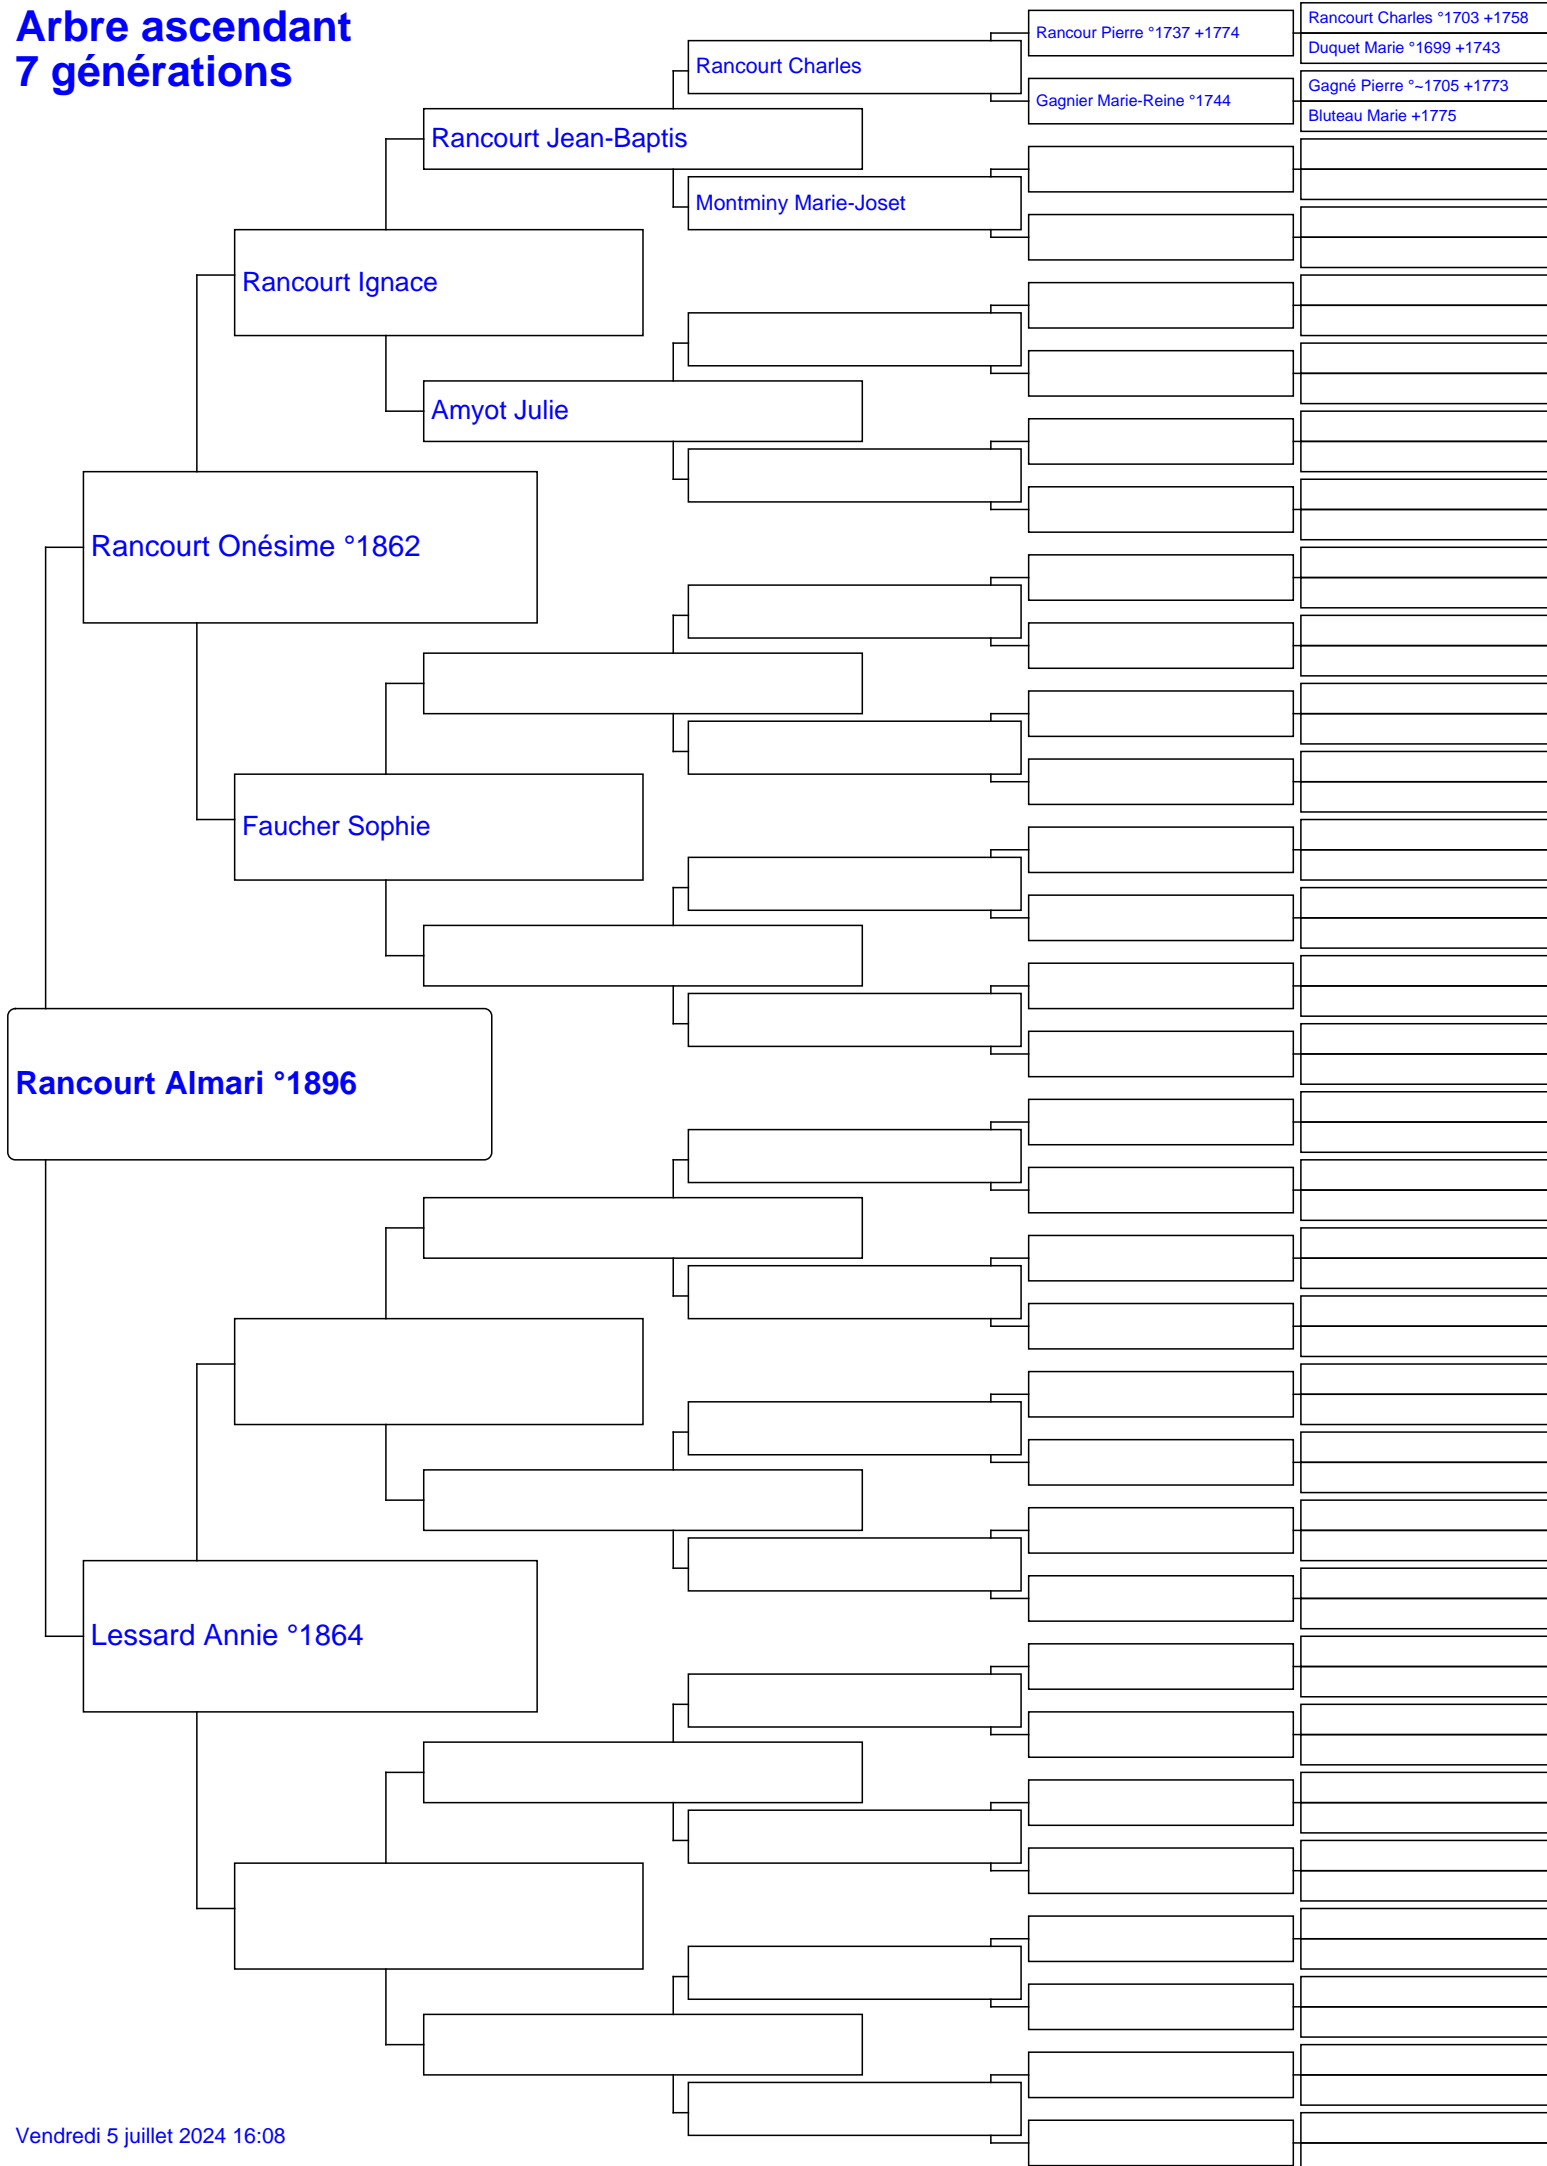 Arbre ascendant
7 générations
Rancourt Charles °1703 +1758
Rancour Pierre °1737 +1774
Duquet Marie °1699 +1743
Rancourt Charles
Gagné Pierre °~1705 +1773
Gagnier Marie-Reine °1744
Bluteau Marie +1775
Rancourt Jean-Baptis
Montminy Marie-Joset
Rancourt Ignace
Amyot Julie
Rancourt Onésime °1862
Faucher Sophie
Rancourt Almari °1896
Lessard Annie °1864
Vendredi 5 juillet 2024 16:08